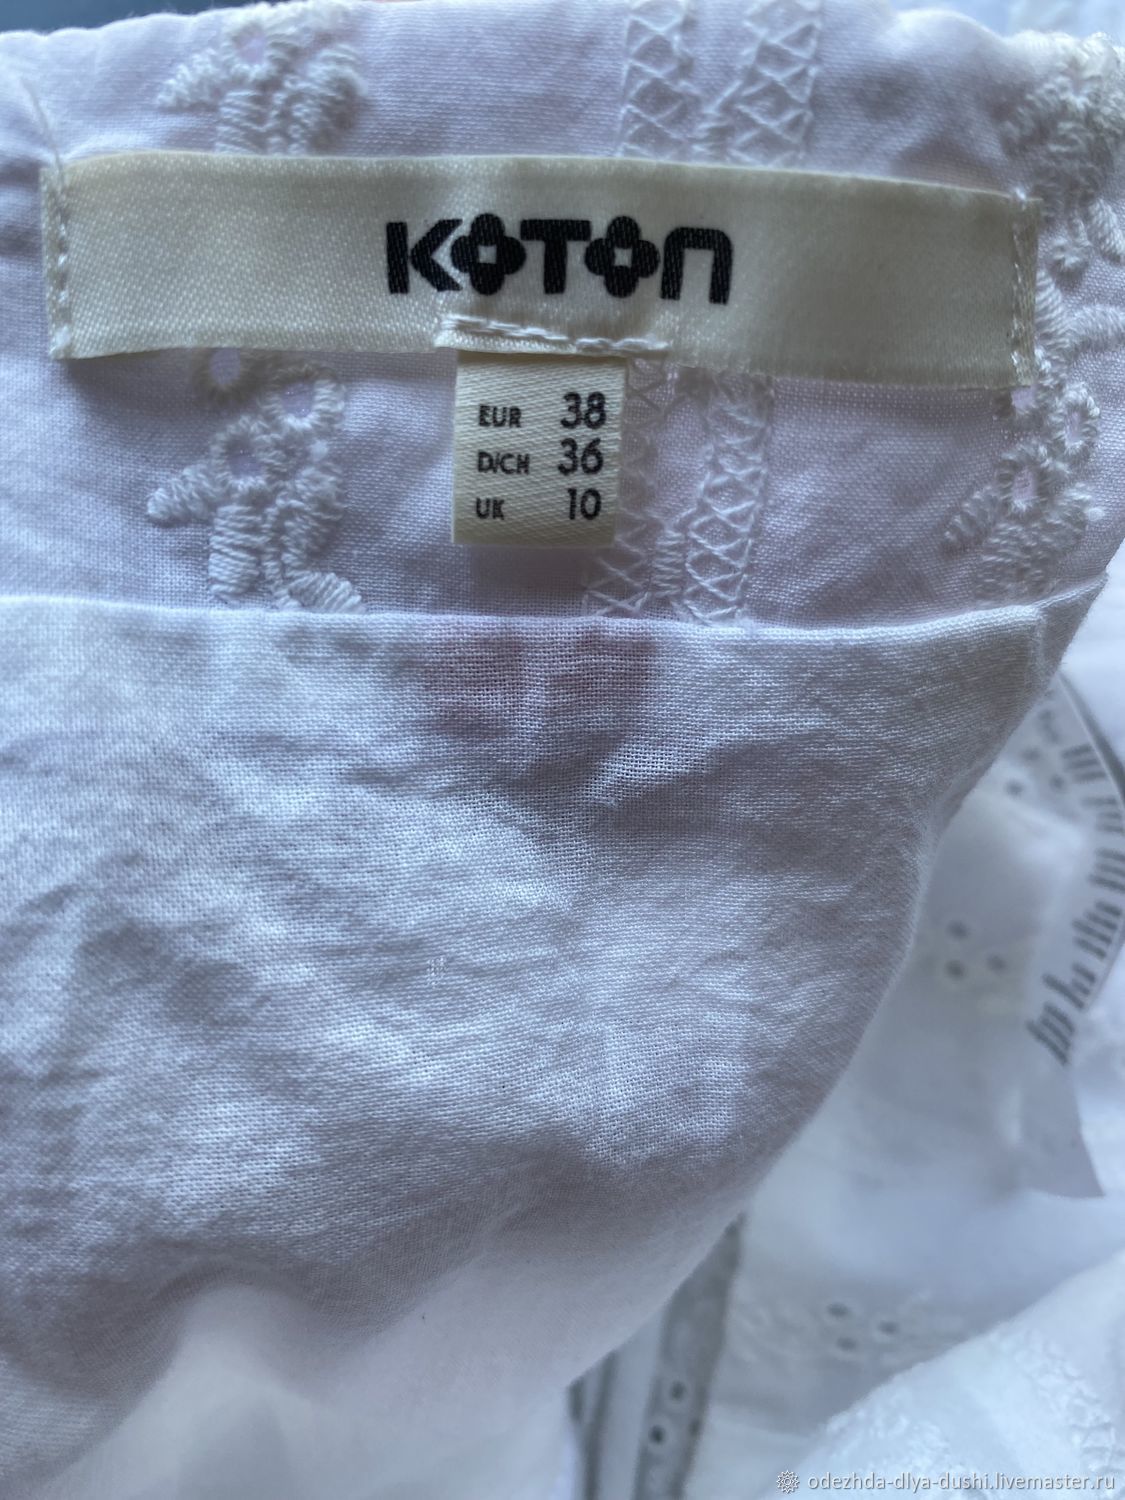 KOTON
EUR 38
D/CH 36
UK 10
odezhda-dlya-dushi.livemaster.ru